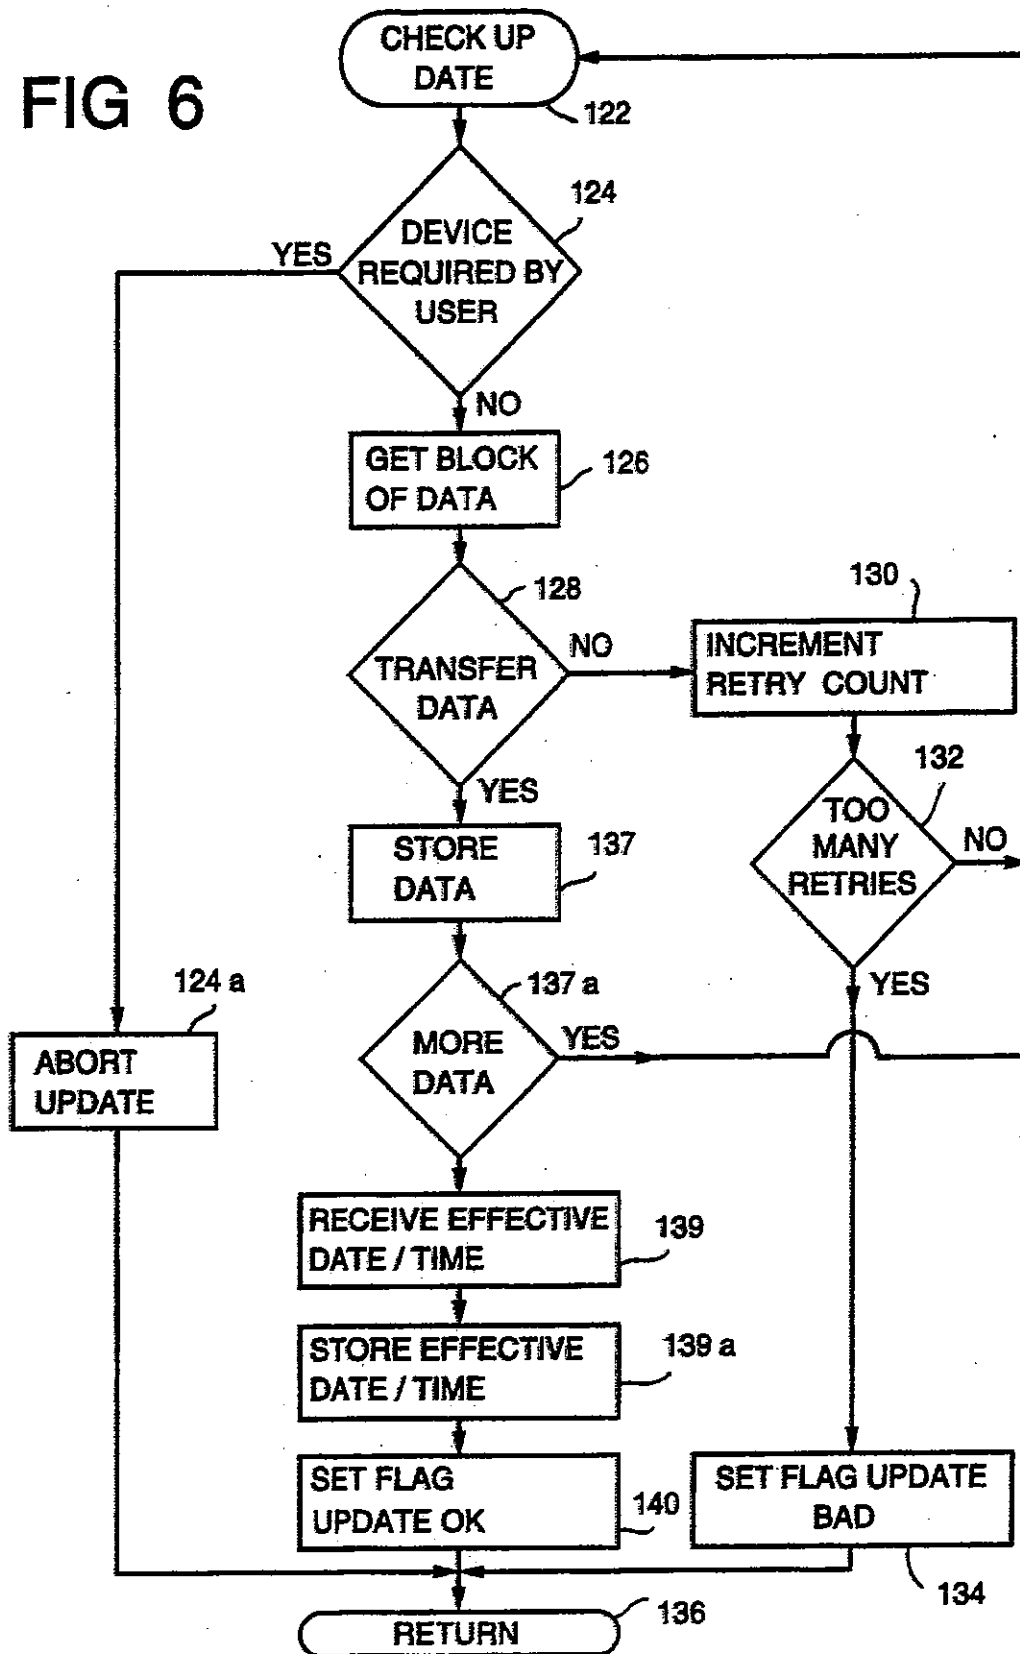 FIG 6
CHECK UP
DATE
122
124
DEVICE
REQUIRED BY
USER
YES
NO
GET BLOCK
OF DATA
126
128
TRANSFER
DATA
NO
130
INCREMENT
RETRY COUNT
132
TOO
MANY
RETRIES
NO
YES
YES
STORE
DATA
137
137 a
MORE
DATA
YES
124 a
ABORT
UPDATE
RECEIVE EFFECTIVE
DATE / TIME
139
STORE EFFECTIVE
DATE / TIME
139 a
SET FLAG
UPDATE OK
140
SET FLAG UPDATE
BAD
134
RETURN
136